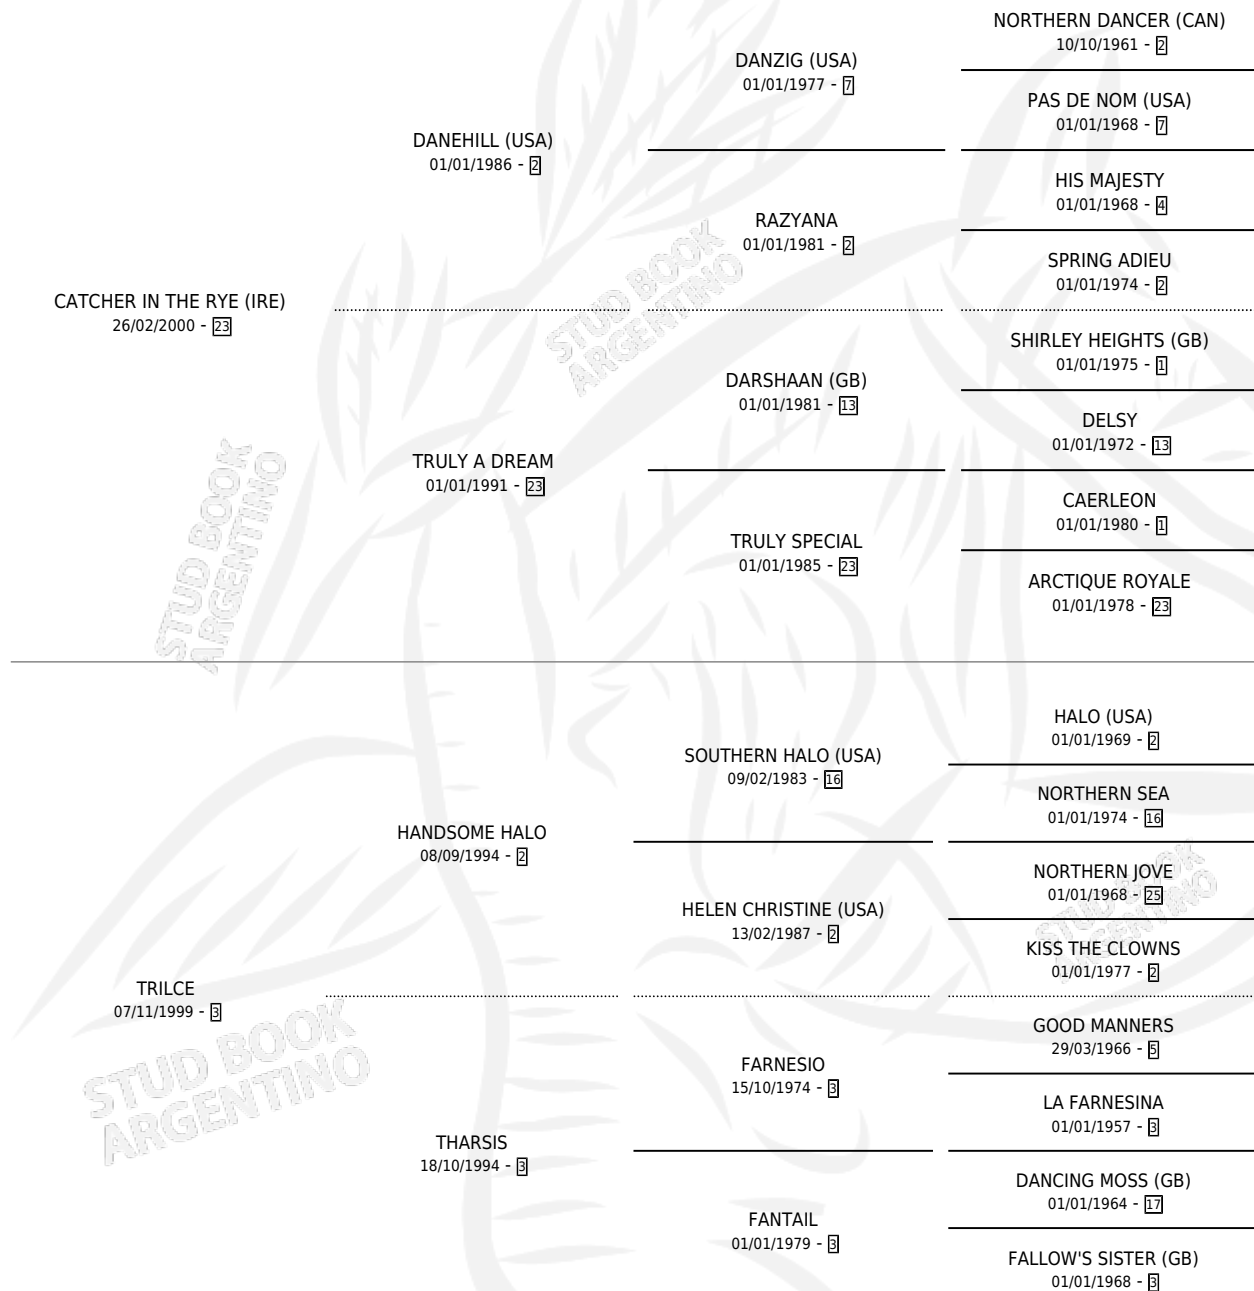 NORTHERN DANCER (CAN)
10/10/1961 - 2
DANZIG (USA)
01/01/1977 - 7
PAS DE NOM (USA)
01/01/1968 - 7
DANEHILL (USA)
01/01/1986 - 2
HIS MAJESTY
01/01/1968 - 4
RAZYANA
01/01/1981 - 2
SPRING ADIEU
01/01/1974 - 2
CATCHER IN THE RYE (IRE)
26/02/2000 - 23
SHIRLEY HEIGHTS (GB)
01/01/1975 - 1
DARSHAAN (GB)
01/01/1981 - 13
DELSY
01/01/1972 - 13
TRULY A DREAM
01/01/1991 - 23
CAERLEON
01/01/1980 - 1
TRULY SPECIAL
01/01/1985 - 23
ARCTIQUE ROYALE
01/01/1978 - 23
STUD BOOK
ARGENTINO
STUD BOOK
ARGENTINO
HALO (USA)
01/01/1969 - 2
SOUTHERN HALO (USA)
09/02/1983 - 16
NORTHERN SEA
01/01/1974 - 16
HANDSOME HALO
08/09/1994 - 2
NORTHERN JOVE
01/01/1968 - 25
HELEN CHRISTINE (USA)
13/02/1987 - 2
KISS THE CLOWNS
01/01/1977 - 2
TRILCE
07/11/1999 - 3
GOOD MANNERS
29/03/1966 - 5
FARNESIO
15/10/1974 - 3
LA FARNESINA
01/01/1957 - 3
THARSIS
18/10/1994 - 3
DANCING MOSS (GB)
01/01/1964 - 17
FANTAIL
01/01/1979 - 3
FALLOW'S SISTER (GB)
01/01/1968 - 3
STUD BOOK
ARGENTINO
STUD BOOK
ARGENTINO